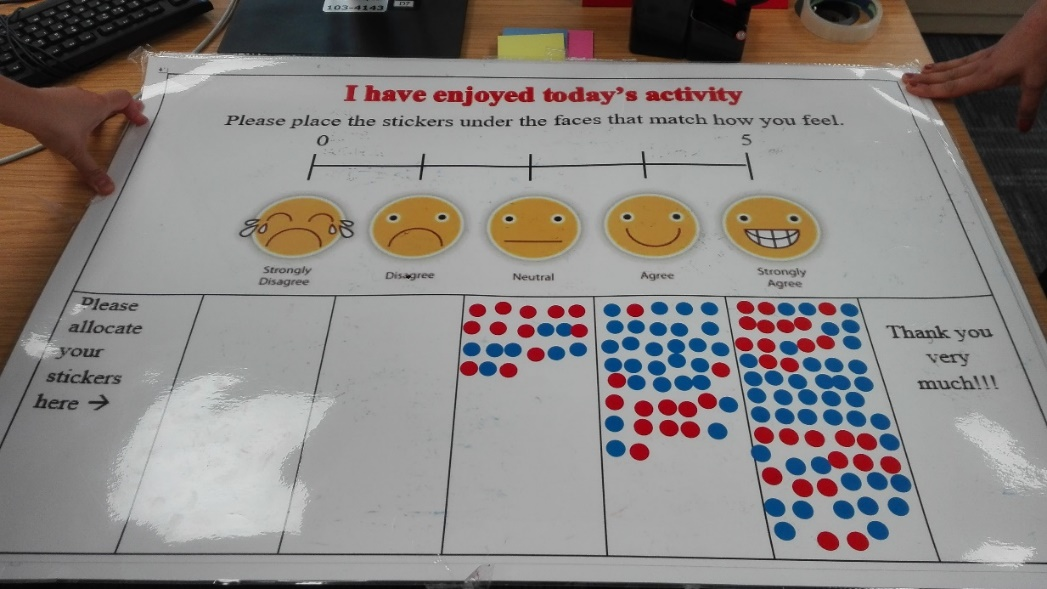 103-4143
I have enjoyed today's activity
Please place the stickers under the faces that match how you feel.
0 5
Strongly
Disagree
Disagree
Neutral
Agree
Strongly
Agree
Please
allocate
your
stickers
here →
Thank you
very
much!!!